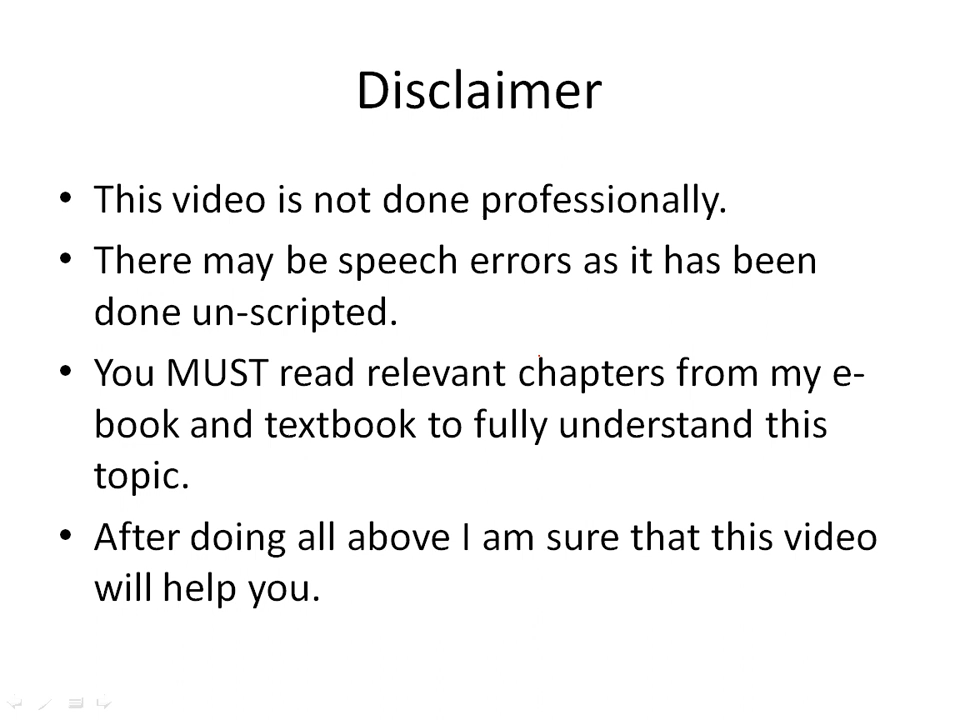 Disclaimer
• This video is not done professionally.
• There may be speech errors as it has been
done un-scripted.
• You MUST read relevant chapters from my e-
book and textbook to fully understand this
topic.
• After doing all above I am sure that this video
will help you.